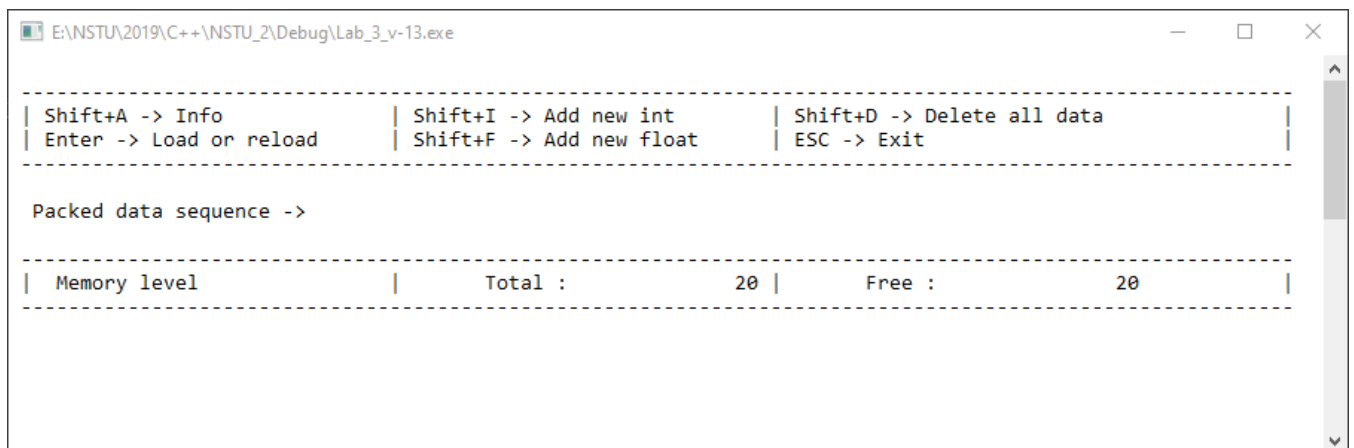 E:\NSTU\2019\C++\NSTU_2\Debug\Lab_3_v-13.exe
------------------------------------------------------------------------------------------------------------
| Shift+A -> Info | Shift+I -> Add new int | Shift+D -> Delete all data |
| Enter -> Load or reload | Shift+F -> Add new float | ESC -> Exit |
------------------------------------------------------------------------------------------------------------
Packed data sequence ->
------------------------------------------------------------------------------------------------------------
| Memory level | Total : 20 | Free : 20 |
------------------------------------------------------------------------------------------------------------